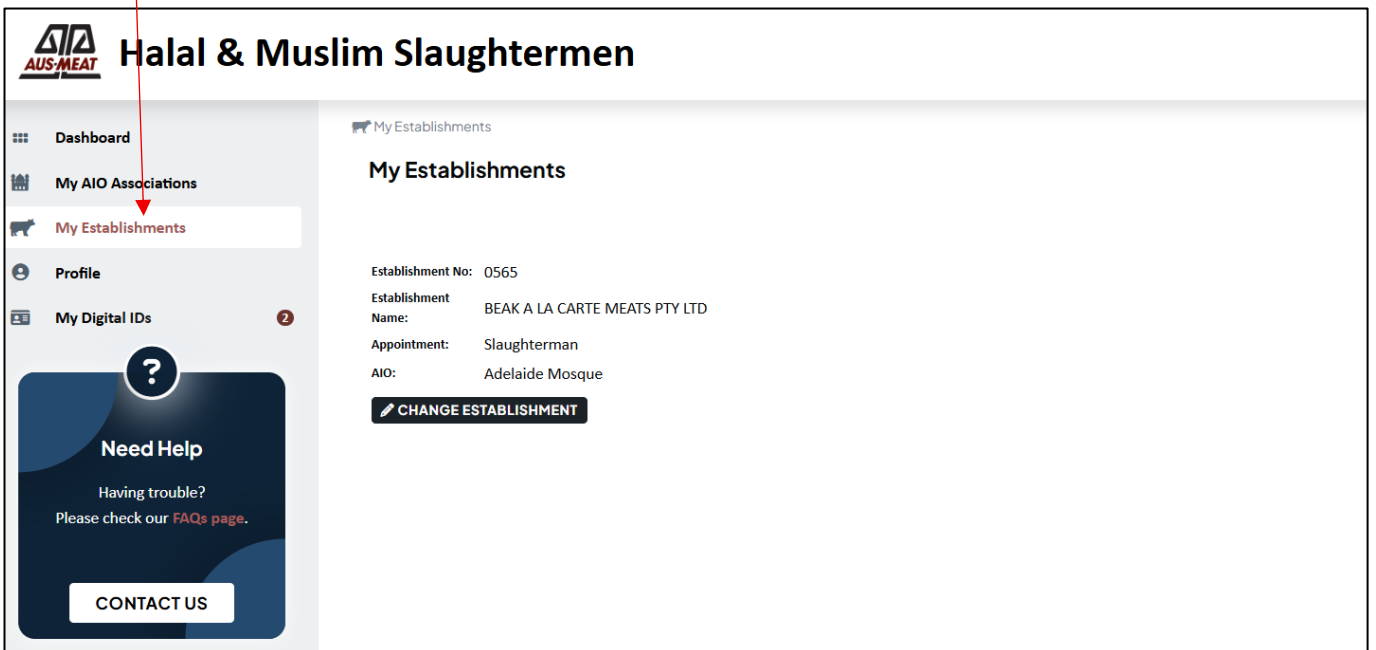 AUS-MEAT
Halal & Muslim Slaughtermen
Dashboard
My AIO Associations
My Establishments
Profile
My Digital IDs 2
?
Need Help
Having trouble?
Please check our FAQs page.
CONTACT US
My Establishments
My Establishments
Establishment No: 0565
Establishment
Name: BEAK A LA CARTE MEATS PTY LTD
Appointment: Slaughterman
AIO: Adelaide Mosque
CHANGE ESTABLISHMENT